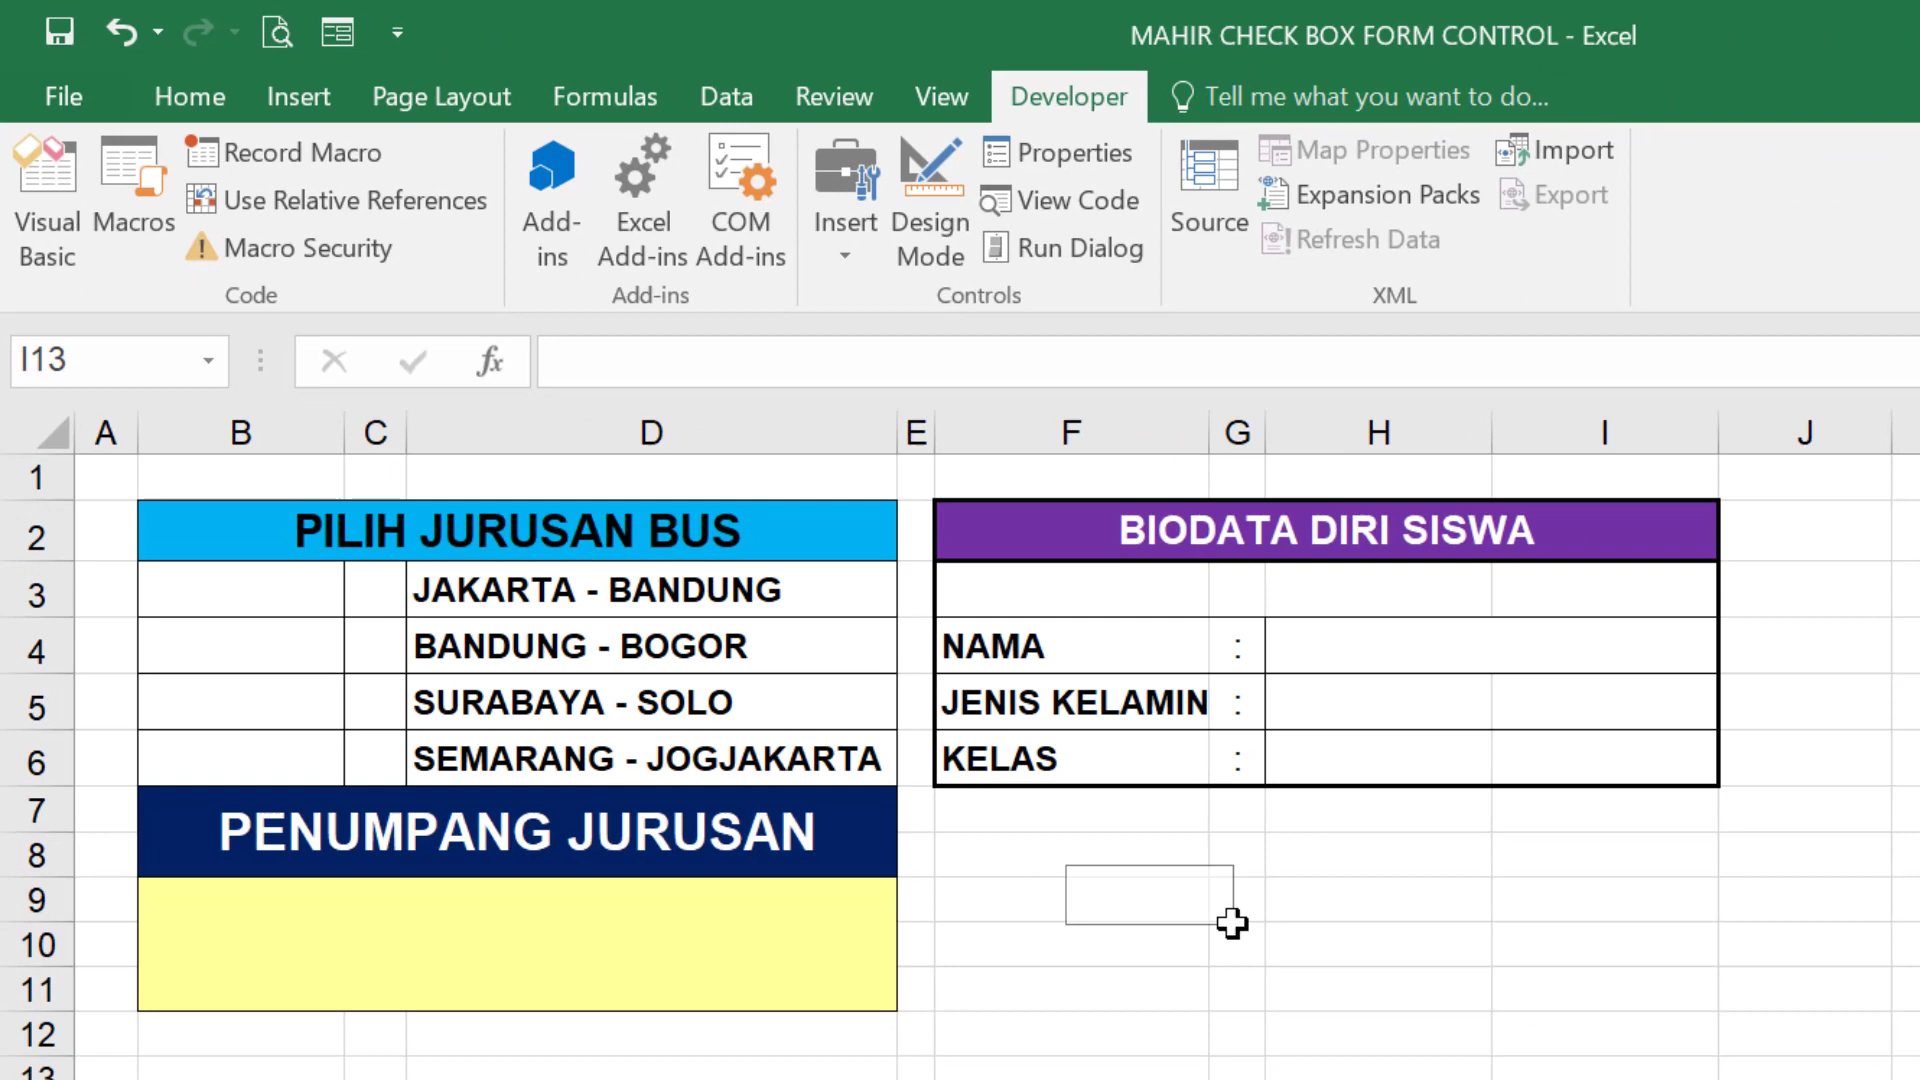 MAHIR CHECK BOX FORM CONTROL - Excel
File Home Insert Page Layout Formulas Data Review View Developer Tell me what you want to do...
Visual Basic
Macros
Record Macro
Use Relative References
Macro Security
Code
Add-ins
Excel Add-ins
COM Add-ins
Add-ins
Insert
Design Mode
Properties
View Code
Run Dialog
Controls
Source
Map Properties
Expansion Packs
Refresh Data
Import
Export
XML
I13
fx
A B C D E F G H I J
1
2 PILIH JURUSAN BUS BIODATA DIRI SISWA
3 JAKARTA - BANDUNG
4 BANDUNG - BOGOR NAMA :
5 SURABAYA - SOLO JENIS KELAMIN :
6 SEMARANG - JOGJAKARTA KELAS :
7
PENUMPANG JURUSAN
8
9
10
11
12
13